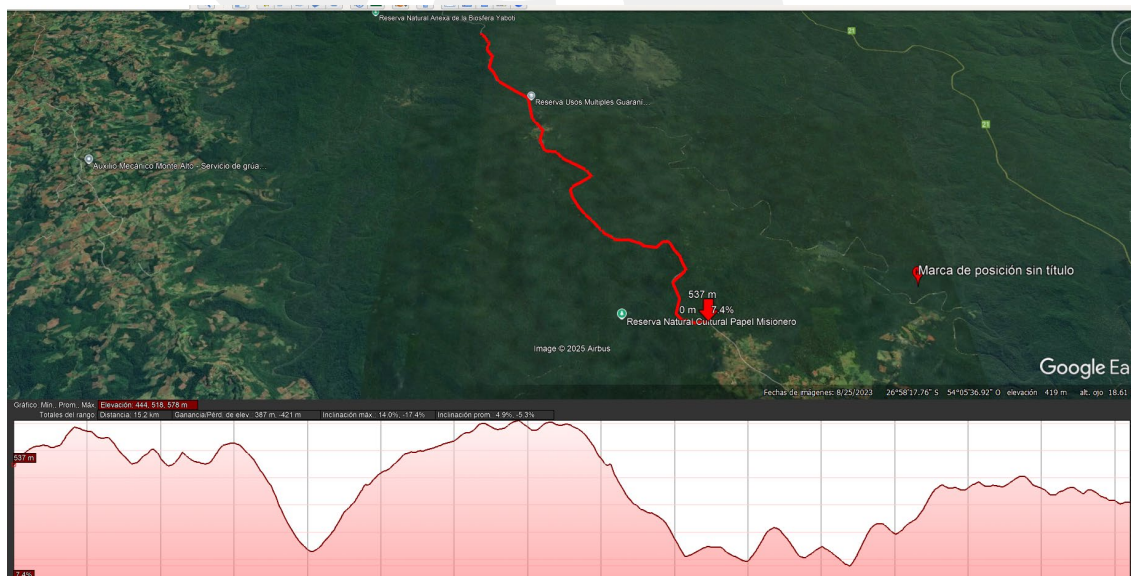 Reserva Natural Anexa de la Biosfera Yaboti
21
Reserva Usos Multiples Guarani...
21
Auxilio Mecánico Monte Alto - Servicio de grúa...
Marca de posición sin título
537 m
0 m 7.4%
Reserva Natural Cultural Papel Misionero
Image © 2025 Airbus
Google Ea
Fechas de imágenes: 8/25/2023 26°58'17.76" S 54°05'36.92" O elevación 419 m alt. ojo 18.61
Gráfico: Mín., Prom., Máx. Elevación: 444, 518, 578 m
Totales del rango: Distancia: 15,2 km Ganancia/Pérd. de elev.: 387 m, -421 m Inclinación máx.: 14.0%, -17.4% Inclinación prom.: 4.9%, -5.3%
537 m
7.4%